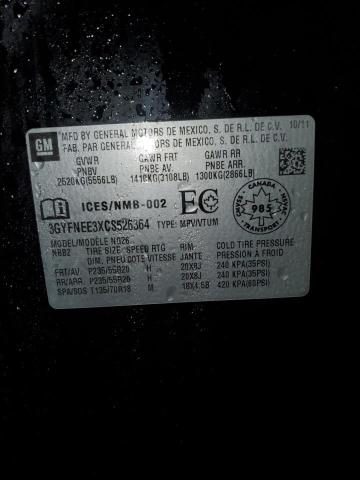 GM
MFD. BY GENERAL MOTORS DE MEXICO, S. DE R.L. DE C.V. 10/11
FAB. PAR GENERAL MOTORS DE MEXICO, S. DE R.L. DE C.V.
GVWR GAWR FRT GAWR RR
PNBV PNBE AV PNBE ARR.
2520KG(5556LB) 1410KG(3108LB) 1300KG(2866LB)
ICES/NMB-002 EC
CANADA
985
TRANSPORT
3GYFNEE3XCS526364 TYPE: MPV/VTUM
MODEL/MODELE N026
NBB2 TIRE SIZE SPEED RTG RIM COLD TIRE PRESSURE
DIM. PNEU COTE VITESSE JANTE PRESSION A FROID
FRT/AV. P235/55R20 H 20X8J 240 KPA(35PSI)
RR/ARR P235/55R20 H 20X8J 240 KPA(35PSI)
SPA/SOS T135/70R18 M 18X4.5B 420 KPA(60PSI)